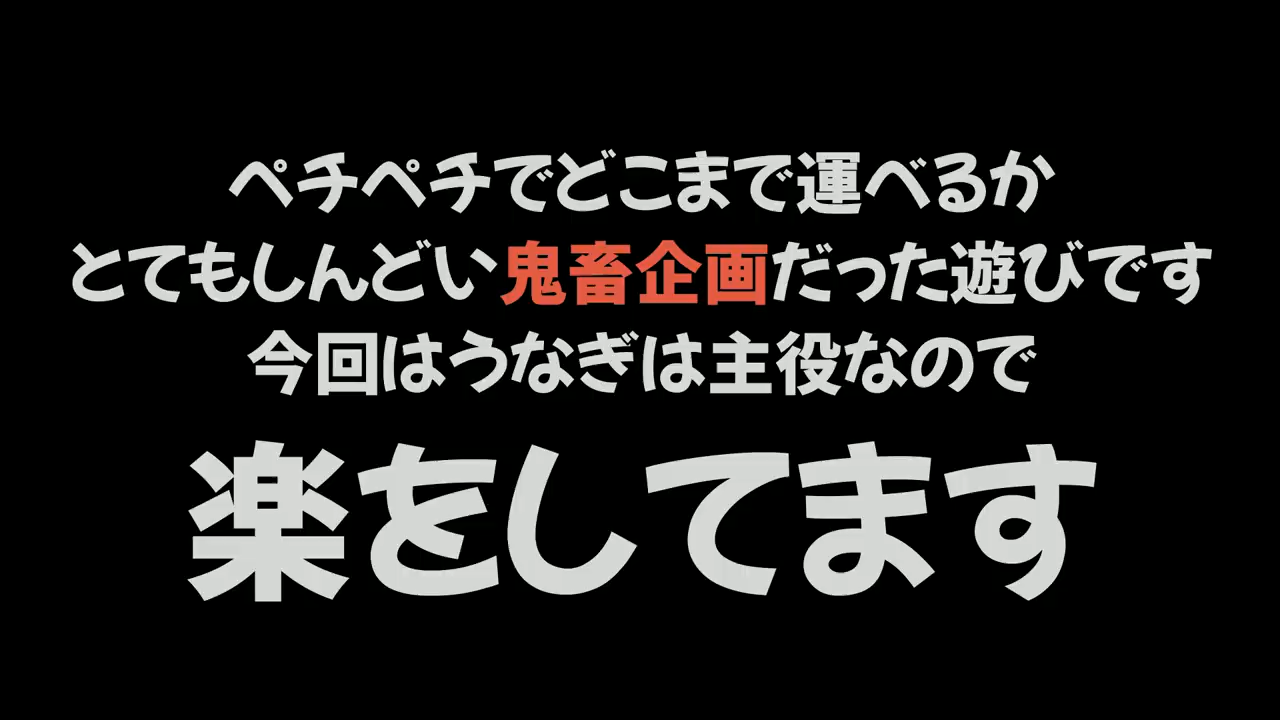 ペチペチでどこまで運べるか
とてもしんどい鬼畜企画だった遊びです
今回はうなぎは主役なので
楽をしてます